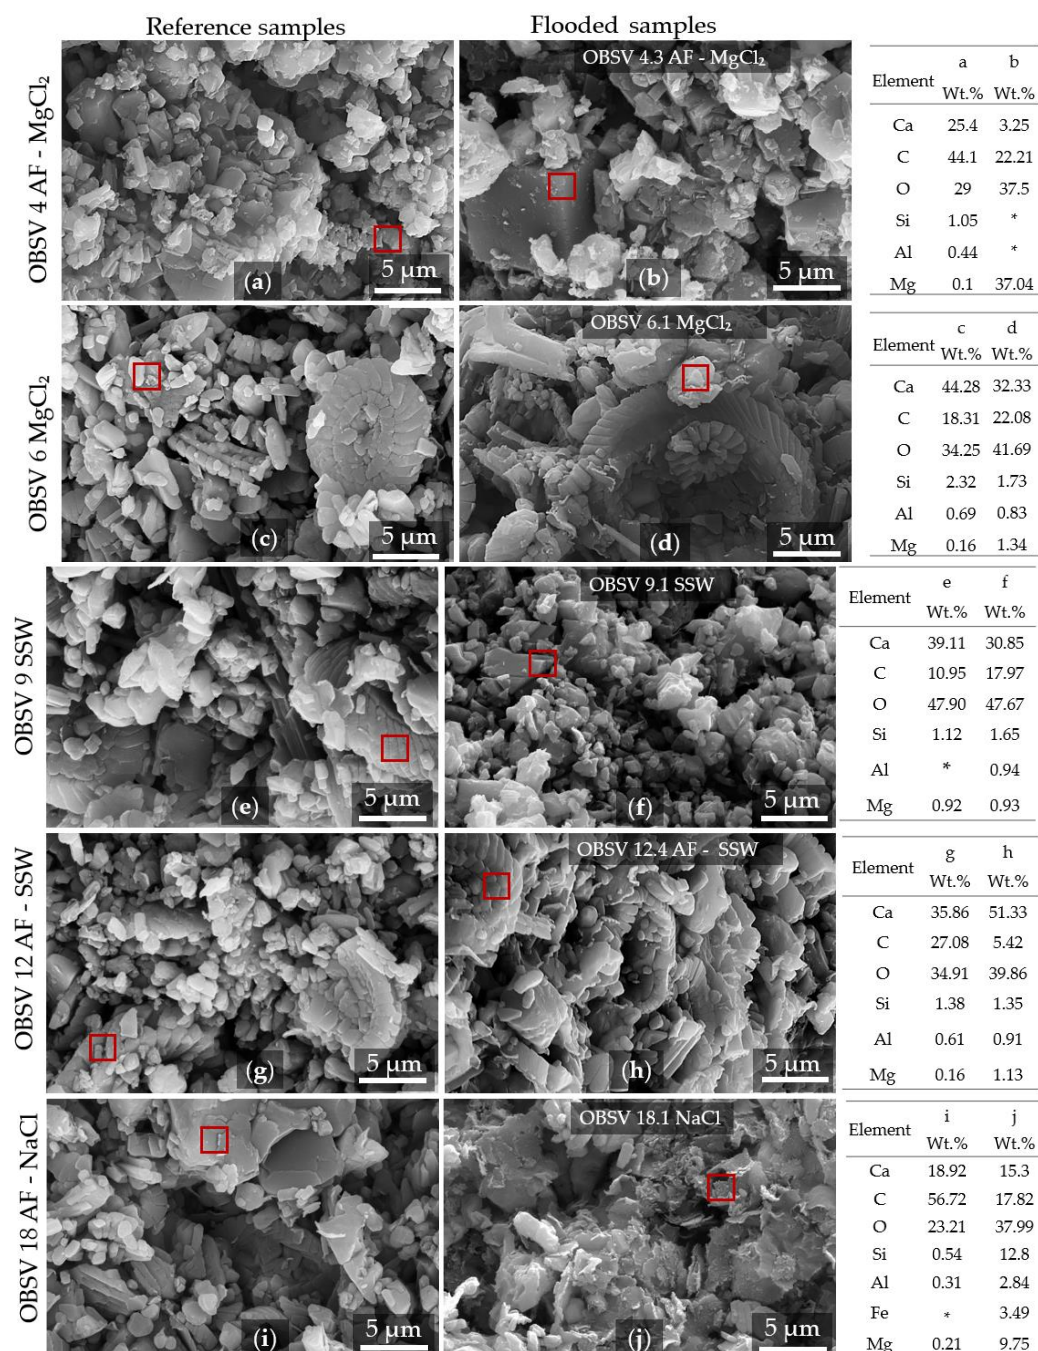 Reference samples
Flooded samples
OBSV 4 AF - MgCl₂
(a)
5 µm
OBSV 4.3 AF - MgCl₂
(b)
5 µm
Element a b
Wt.% Wt.%
Ca 25.4 3.25
C 44.1 22.21
O 29 37.5
Si 1.05 *
Al 0.44 *
Mg 0.1 37.04
OBSV 6 MgCl₂
(c)
5 µm
OBSV 6.1 MgCl₂
(d)
5 µm
Element c d
Wt.% Wt.%
Ca 44.28 32.33
C 18.31 22.08
O 34.25 41.69
Si 2.32 1.73
Al 0.69 0.83
Mg 0.16 1.34
OBSV 9 SSW
(e)
5 µm
OBSV 9.1 SSW
(f)
5 µm
Element e f
Wt.% Wt.%
Ca 39.11 30.85
C 10.95 17.97
O 47.90 47.67
Si 1.12 1.65
Al * 0.94
Mg 0.92 0.93
OBSV 12 AF - SSW
(g)
5 µm
OBSV 12.4 AF - SSW
(h)
5 µm
Element g h
Wt.% Wt.%
Ca 35.86 51.33
C 27.08 5.42
O 34.91 39.86
Si 1.38 1.35
Al 0.61 0.91
Mg 0.16 1.13
OBSV 18 AF - NaCl
(i)
5 µm
OBSV 18.1 NaCl
(j)
5 µm
Element i j
Wt.% Wt.%
Ca 18.92 15.3
C 56.72 17.82
O 23.21 37.99
Si 0.54 12.8
Al 0.31 2.84
Fe * 3.49
Mg 0.21 9.75